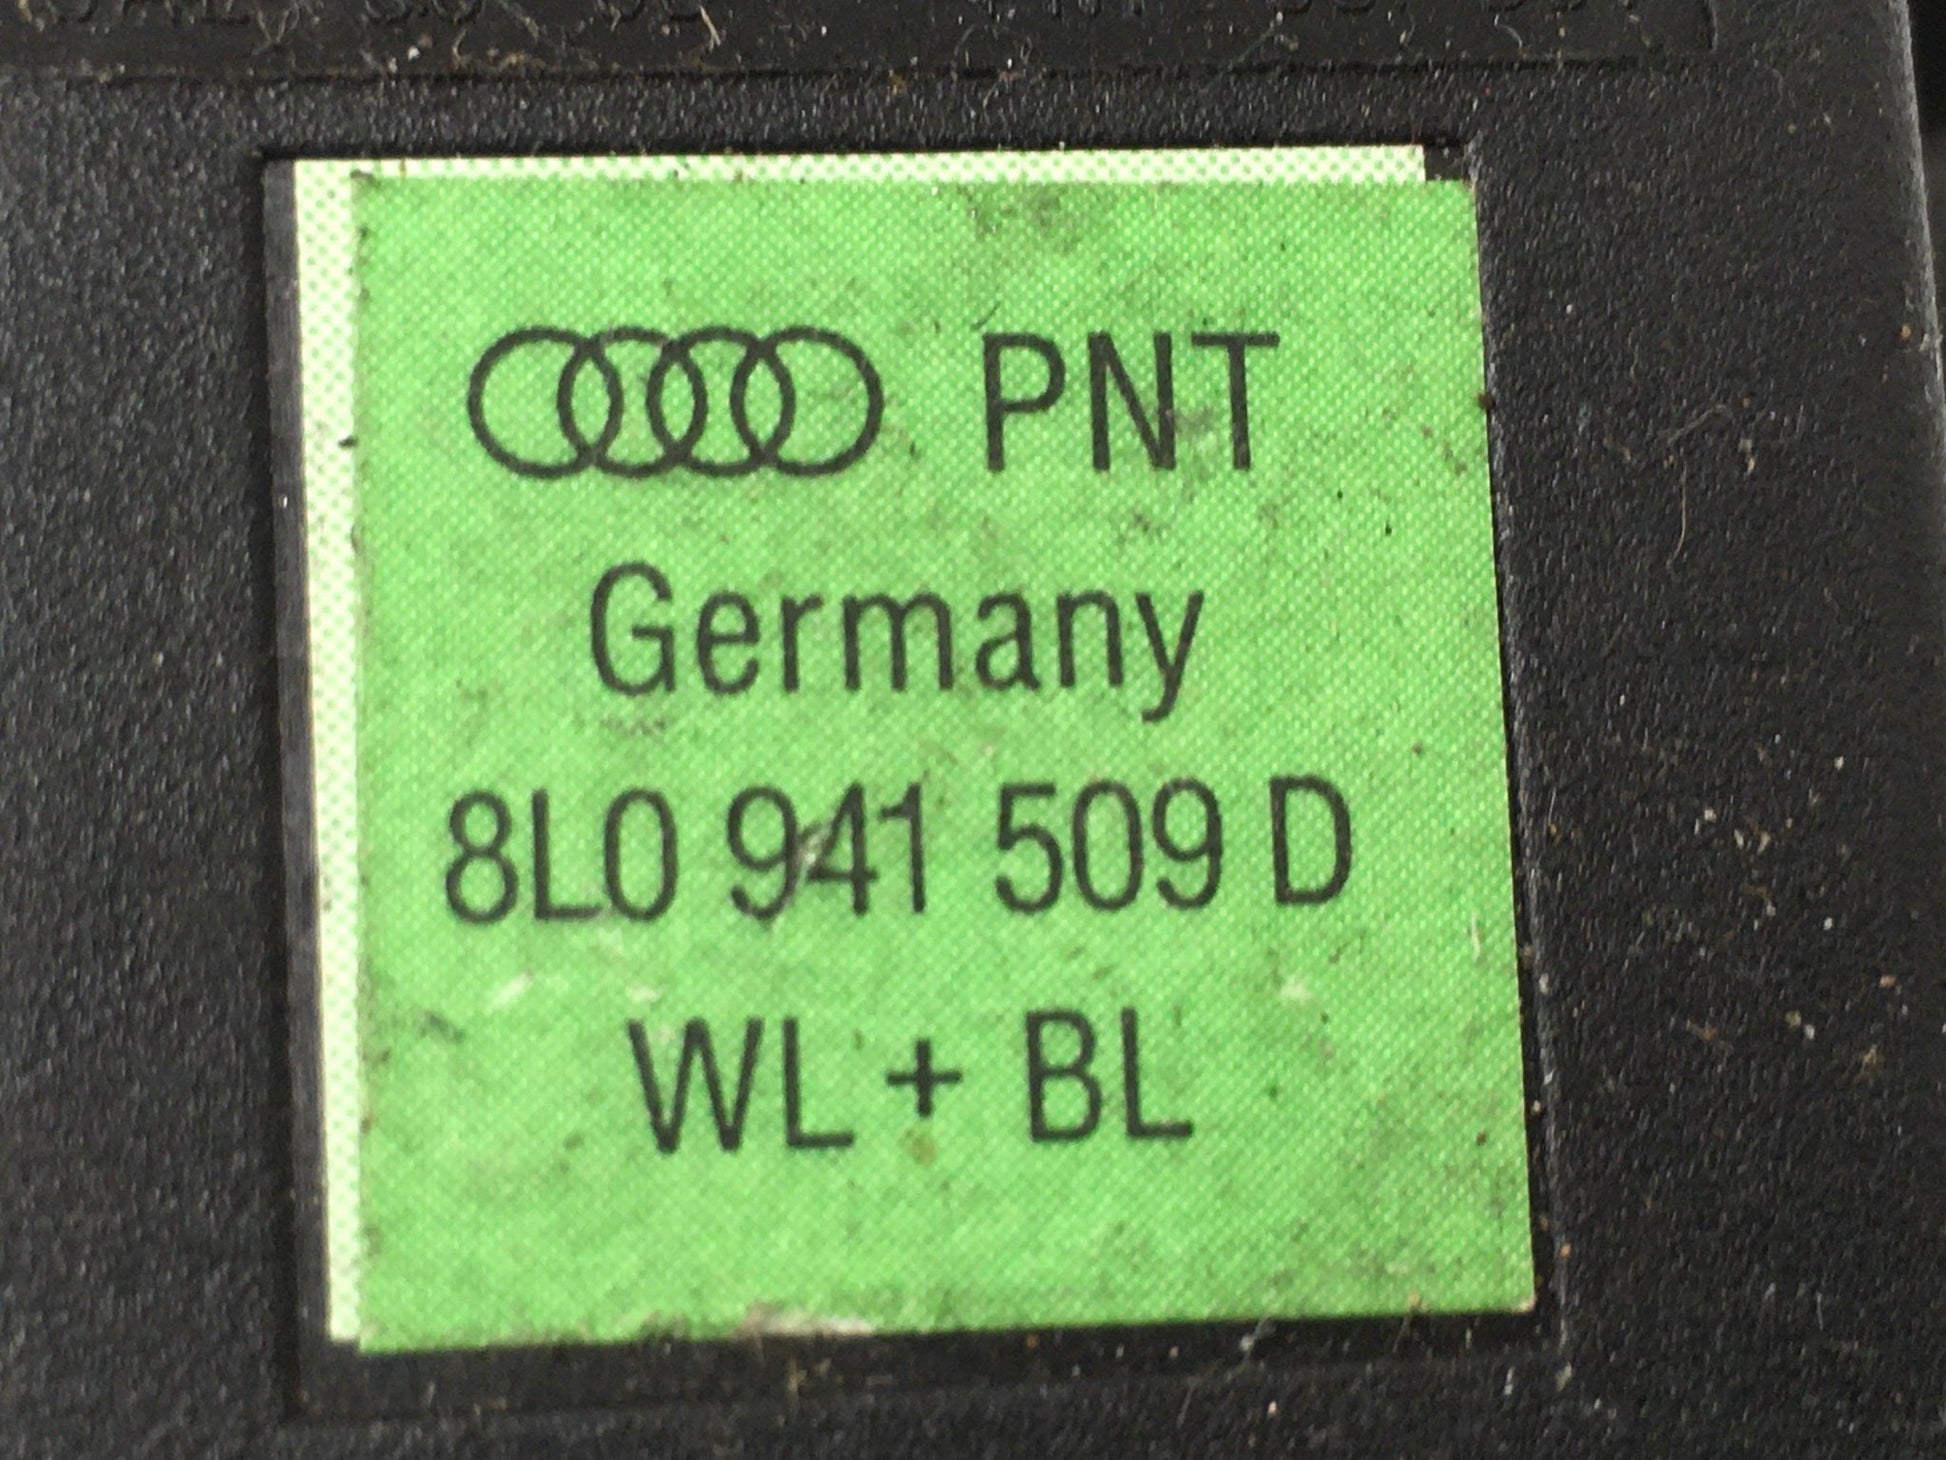 PNT
Germany
8L0 941 509 D
WL + BL